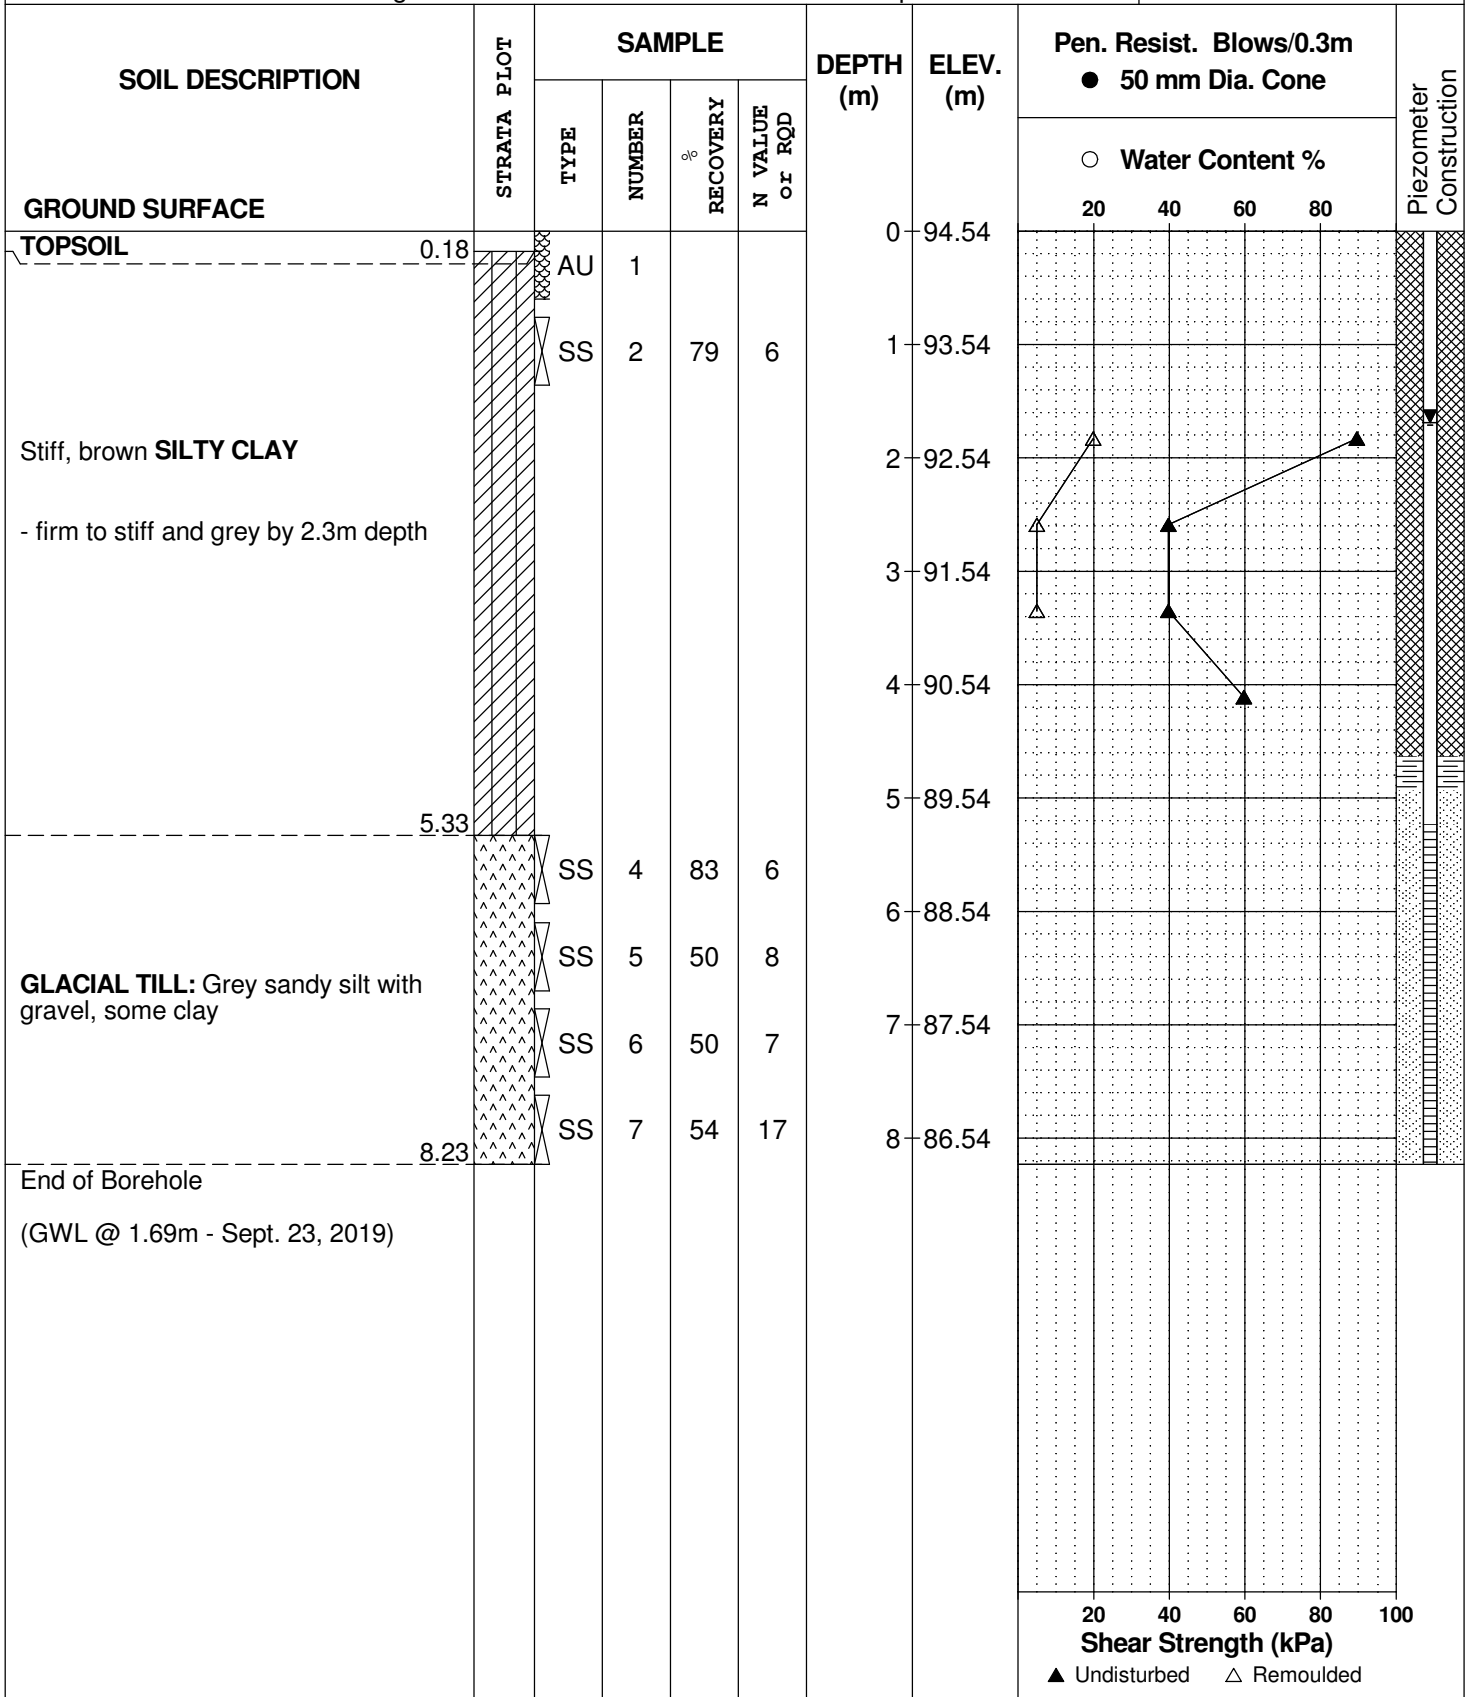 SOIL DESCRIPTION
GROUND SURFACE
STRATA PLOT
SAMPLE
TYPE
NUMBER
%
RECOVERY
N VALUE
or RQD
DEPTH
(m)
ELEV.
(m)
Pen. Resist. Blows/0.3m
● 50 mm Dia. Cone
○ Water Content %
20 40 60 80
Piezometer
Construction
TOPSOIL 0.18
AU 1
0 94.54
SS 2 79 6
1 93.54
Stiff, brown SILTY CLAY
2 92.54
- firm to stiff and grey by 2.3m depth
3 91.54
4 90.54
5 89.54
5.33
SS 4 83 6
6 88.54
SS 5 50 8
GLACIAL TILL: Grey sandy silt with
gravel, some clay
7 87.54
SS 6 50 7
SS 7 54 17
8 86.54
8.23
End of Borehole
(GWL @ 1.69m - Sept. 23, 2019)
20 40 60 80 100
Shear Strength (kPa)
▲ Undisturbed △ Remoulded